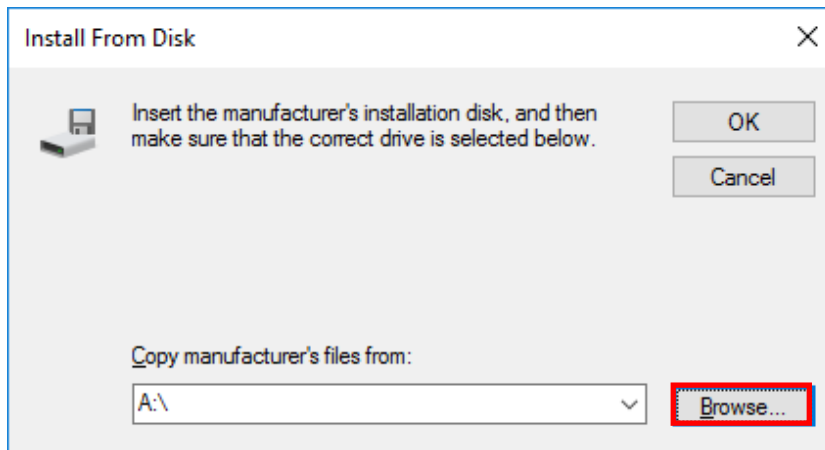 Install From Disk
Insert the manufacturer's installation disk, and then
make sure that the correct drive is selected below.
OK
Cancel
Copy manufacturer's files from:
A:\
Browse...